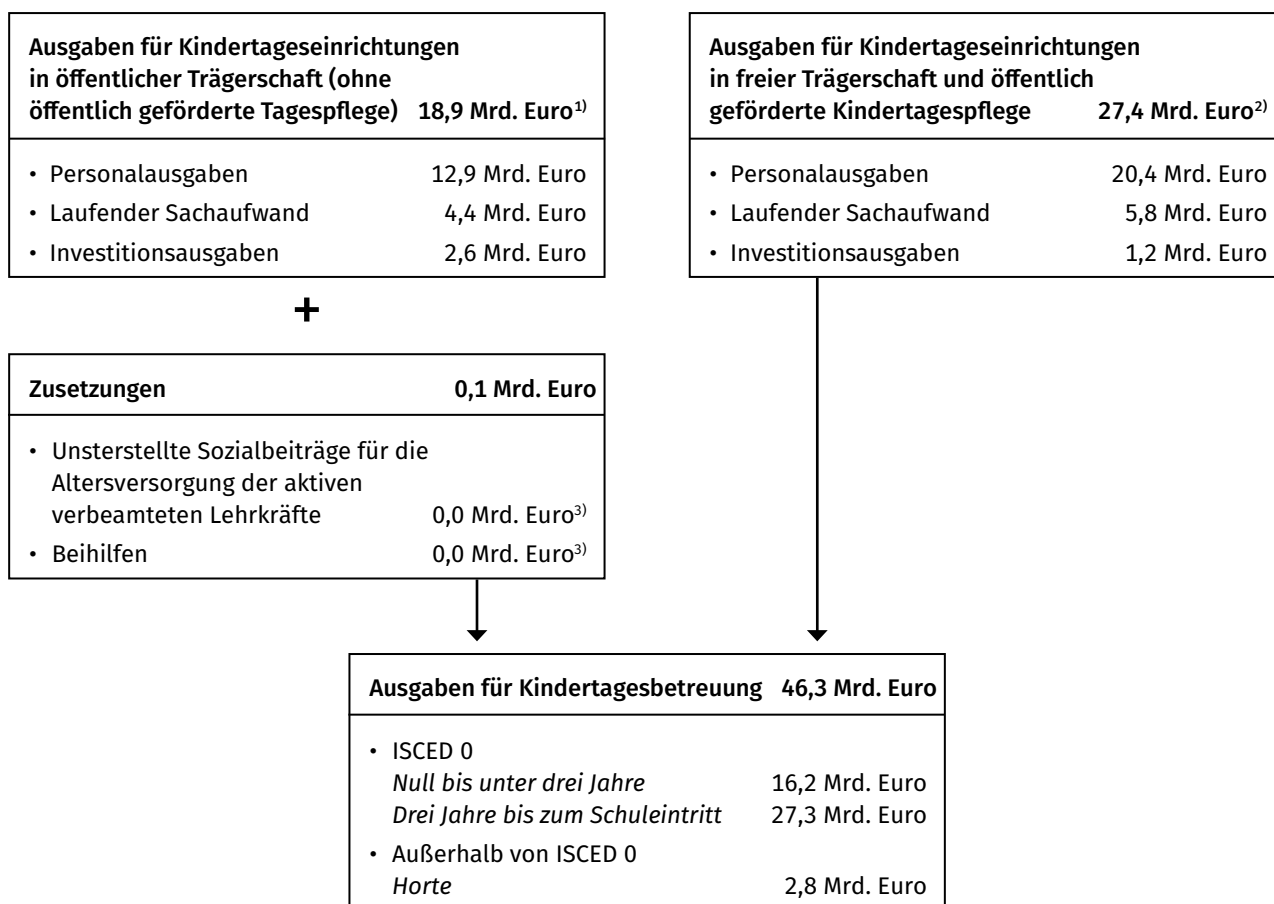 Ausgaben für Kindertageseinrichtungen
in öffentlicher Trägerschaft (ohne
öffentlich geförderte Tagespflege) 18,9 Mrd. Euro¹⁾
• Personalausgaben 12,9 Mrd. Euro
• Laufender Sachaufwand 4,4 Mrd. Euro
• Investitionsausgaben 2,6 Mrd. Euro
+
Zusetzungen 0,1 Mrd. Euro
• Unsterstellte Sozialbeiträge für die
Altersversorgung der aktiven
verbeamteten Lehrkräfte 0,0 Mrd. Euro³⁾
• Beihilfen 0,0 Mrd. Euro³⁾
Ausgaben für Kindertageseinrichtungen
in freier Trägerschaft und öffentlich
geförderte Kindertagespflege 27,4 Mrd. Euro²⁾
• Personalausgaben 20,4 Mrd. Euro
• Laufender Sachaufwand 5,8 Mrd. Euro
• Investitionsausgaben 1,2 Mrd. Euro
Ausgaben für Kindertagesbetreuung 46,3 Mrd. Euro
• ISCED 0
Null bis unter drei Jahre 16,2 Mrd. Euro
Drei Jahre bis zum Schuleintritt 27,3 Mrd. Euro
• Außerhalb von ISCED 0
Horte 2,8 Mrd. Euro